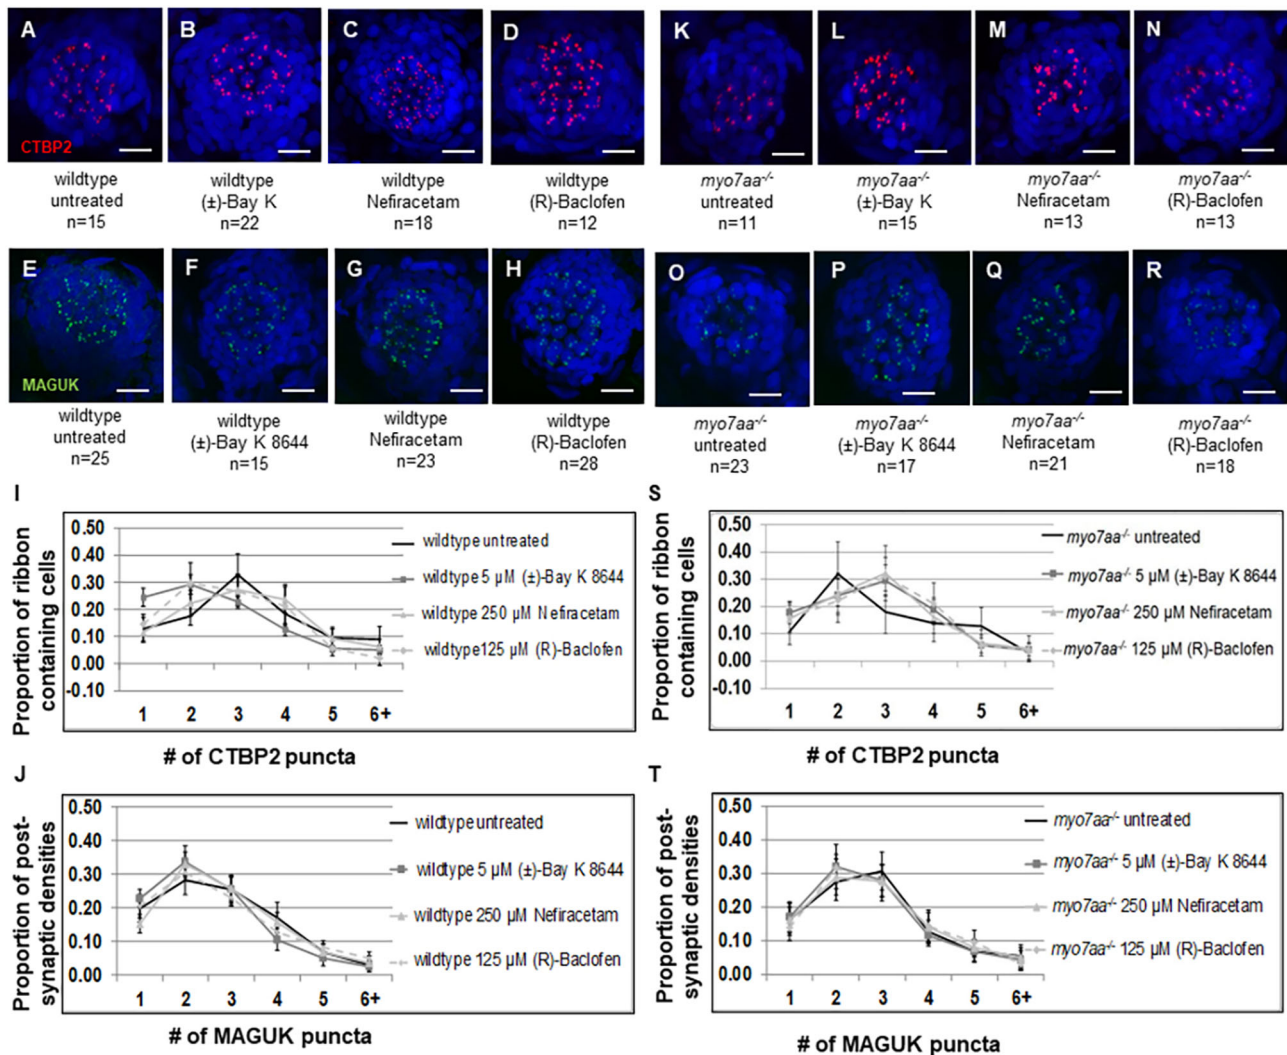 A
B
C
D
K
L
M
N
CTBP2
wildtype
untreated
n=15
wildtype
(±)-Bay K
n=22
wildtype
Nefiracetam
n=18
wildtype
(R)-Baclofen
n=12
myo7aa-/-
untreated
n=11
myo7aa-/-
(±)-Bay K
n=15
myo7aa-/-
Nefiracetam
n=13
myo7aa-/-
(R)-Baclofen
n=13
E
F
G
H
O
P
Q
R
MAGUK
wildtype
untreated
n=25
wildtype
(±)-Bay K 8644
n=15
wildtype
Nefiracetam
n=23
wildtype
(R)-Baclofen
n=28
myo7aa-/-
untreated
n=23
myo7aa-/-
(±)-Bay K 8644
n=17
myo7aa-/-
Nefiracetam
n=21
myo7aa-/-
(R)-Baclofen
n=18
I
Proportion of ribbon
containing cells
0.50
0.40
0.30
0.20
0.10
0.00
-0.10
1 2 3 4 5 6+
# of CTBP2 puncta
wildtype untreated
wildtype 5 µM (±)-Bay K 8644
wildtype 250 µM Nefiracetam
wildtype125 µM (R)-Baclofen
S
Proportion of ribbon
containing cells
0.50
0.40
0.30
0.20
0.10
0.00
-0.10
1 2 3 4 5 6+
# of CTBP2 puncta
myo7aa-/- untreated
myo7aa-/- 5 µM (±)-Bay K 8644
myo7aa-/- 250 µM Nefiracetam
myo7aa-/- 125 µM (R)-Baclofen
J
Proportion of post-
synaptic densities
0.50
0.40
0.30
0.20
0.10
0.00
1 2 3 4 5 6+
# of MAGUK puncta
wildtype untreated
wildtype 5 µM (±)-Bay K 8644
wildtype 250 µM Nefiracetam
wildtype 125 µM (R)-Baclofen
T
Proportion of post-
synaptic densities
0.50
0.40
0.30
0.20
0.10
0.00
1 2 3 4 5 6+
# of MAGUK puncta
myo7aa-/- untreated
myo7aa-/- 5 µM (±)-Bay K 8644
myo7aa-/- 250 µM Nefiracetam
myo7aa-/- 125 µM (R)-Baclofen